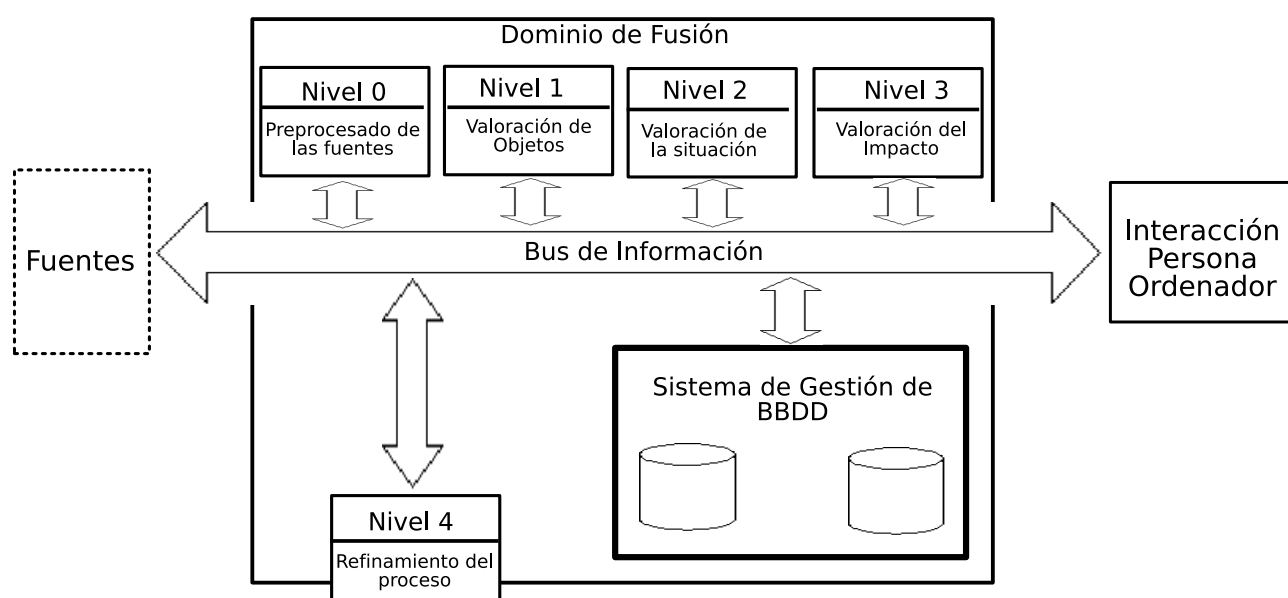 Dominio de Fusión
Nivel 0
Preprocesado de
las fuentes
Nivel 1
Valoración de
Objetos
Nivel 2
Valoración de
la situación
Nivel 3
Valoración del
Impacto
Fuentes
Bus de Información
Interacción
Persona
Ordenador
Sistema de Gestión de
BBDD
Nivel 4
Refinamiento del
proceso